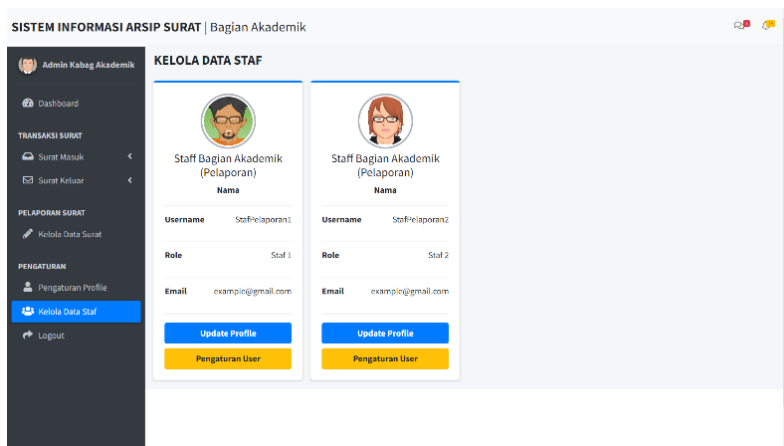 SISTEM INFORMASI ARSIP SURAT | Bagian Akademik
Admin Kabag Akademik
Dashboard
TRANSAKSI SURAT
Surat Masuk
Surat Keluar
PELAPORAN SURAT
Kelola Data Surat
PENGATURAN
Pengaturan Profile
Kelola Data Staf
Logout
KELOLA DATA STAF
Staff Bagian Akademik
(Pelaporan)
Nama
Username StafPelaporan1
Role Staf 1
Email example@gmail.com
Update Profile
Pengaturan User
Staff Bagian Akademik
(Pelaporan)
Nama
Username StafPelaporan2
Role Staf 2
Email example@gmail.com
Update Profile
Pengaturan User